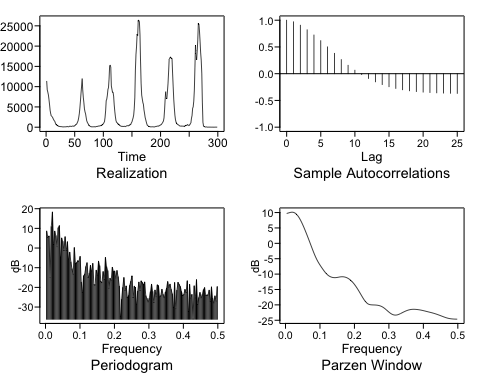 25000
20000
15000
10000
5000
0
0 50 100 200 300
Time
Realization
1.0
0.5
0.0
-0.5
-1.0
0 5 10 15 20 25
Lag
Sample Autocorrelations
20
10
0
-10
-20
-30
dB
0.0 0.1 0.2 0.3 0.4 0.5
Frequency
Periodogram
10
5
0
-5
-10
-15
-20
-25
dB
0.0 0.1 0.2 0.3 0.4 0.5
Frequency
Parzen Window